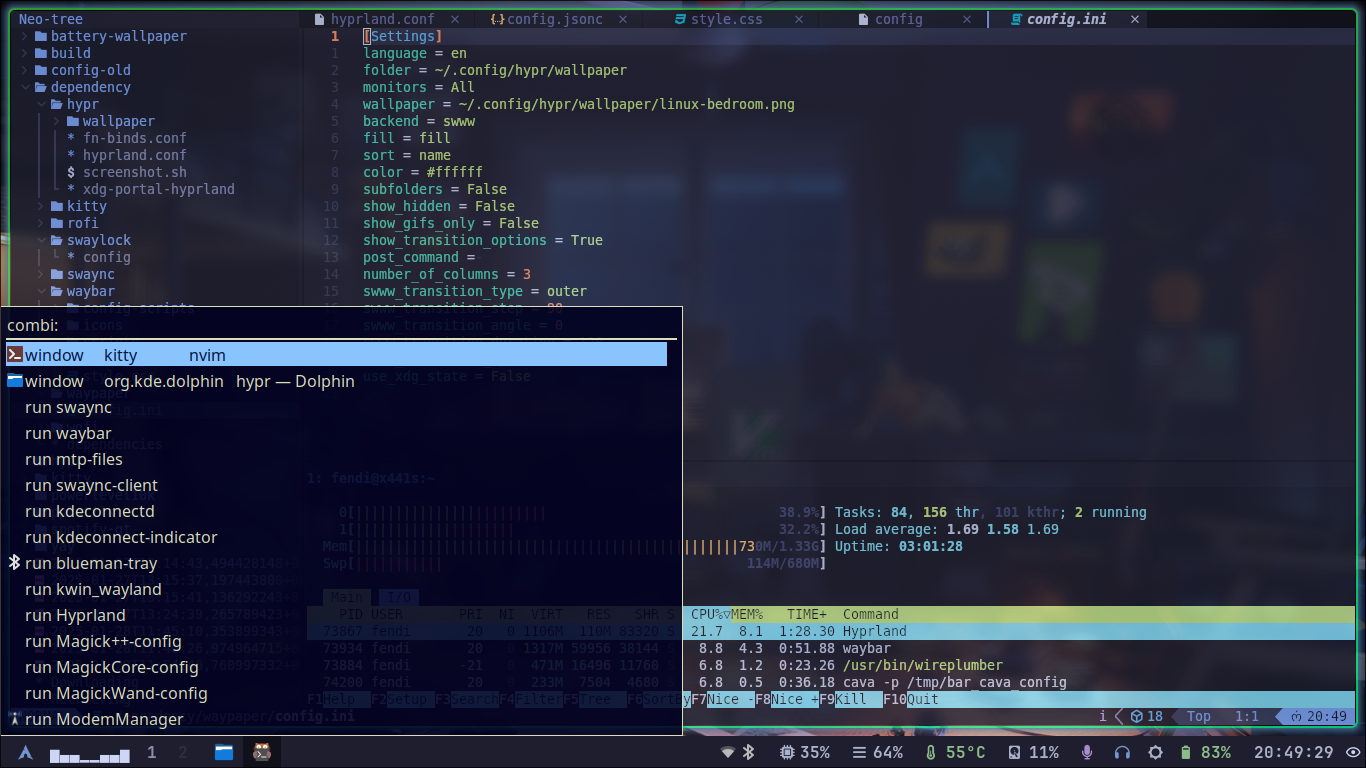 Neo-tree
hyprland.conf ×
{..} config.jsonc ×
style.css ×
config ×
config.ini ×
battery-wallpaper
build
config-old
dependency
hypr
wallpaper
* fn-binds.conf
* hyprland.conf
$ screenshot.sh
* xdg-portal-hyprland
kitty
rofi
swaylock
* config
swaync
waybar
config-scripts
icons
1 [Settings]
1 language = en
2 folder = ~/.config/hypr/wallpaper
3 monitors = All
4 wallpaper = ~/.config/hypr/wallpaper/linux-bedroom.png
5 backend = swww
6 fill = fill
7 sort = name
8 color = #ffffff
9 subfolders = False
10 show_hidden = False
11 show_gifs_only = False
12 show_transition_options = True
13 post_command =
14 number_of_columns = 3
15 swww_transition_type = outer
swww_transition_step = 90
swww_transition_angle = 0
use_xdg_state = False
combi:
window kitty nvim
window org.kde.dolphin hypr — Dolphin
run swaync
run waybar
run mtp-files
run swaync-client
run kdeconnectd
run kdeconnect-indicator
run blueman-tray
run kwin_wayland
run Hyprland
run Magick++-config
run MagickCore-config
run MagickWand-config
run ModemManager
1: fendi@x441s:~
0[ 38.9%] Tasks: 84, 156 thr, 101 kthr; 2 running
1[ 32.2%] Load average: 1.69 1.58 1.69
Mem[ 730M/1.33G] Uptime: 03:01:28
Swp[ 114M/680M]
Main I/O
PID USER PRI NI VIRT RES SHR S CPU%▽MEM% TIME+ Command
73867 fendi 20 0 1106M 110M 83320 S 21.7 8.1 1:28.30 Hyprland
73934 fendi 20 0 1317M 59956 38144 S 8.8 4.3 0:51.88 waybar
73884 fendi -21 0 471M 16496 11760 S 6.8 1.2 0:23.26 /usr/bin/wireplumber
74200 fendi 20 0 233M 7504 4680 S 6.8 0.5 0:36.18 cava -p /tmp/bar_cava_config
F1Help F2Setup F3SearchF4FilterF5Tree F6SortByF7Nice -F8Nice +F9Kill F10Quit
/waypaper/config.ini
i 18 Top 1:1 20:49
1 2
35% 64% 55°C 11% 83% 20:49:29